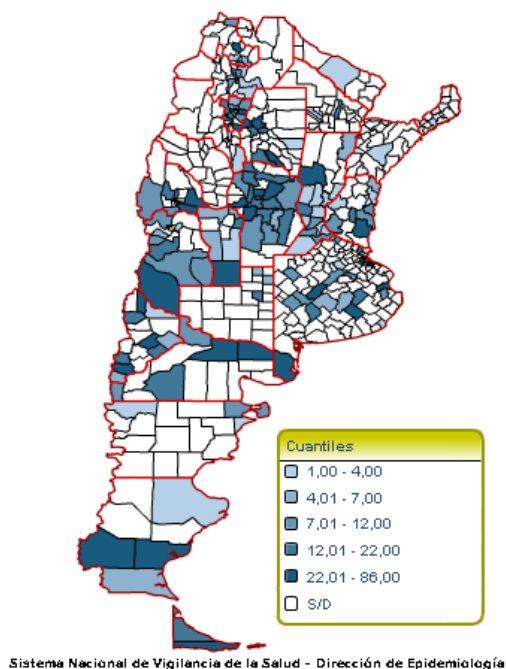 Cuantiles
1,00 - 4,00
4,01 - 7,00
7,01 - 12,00
12,01 - 22,00
22,01 - 86,00
S/D
Sistema Nacional de Vigilancia de la Salud - Dirección de Epidemiología